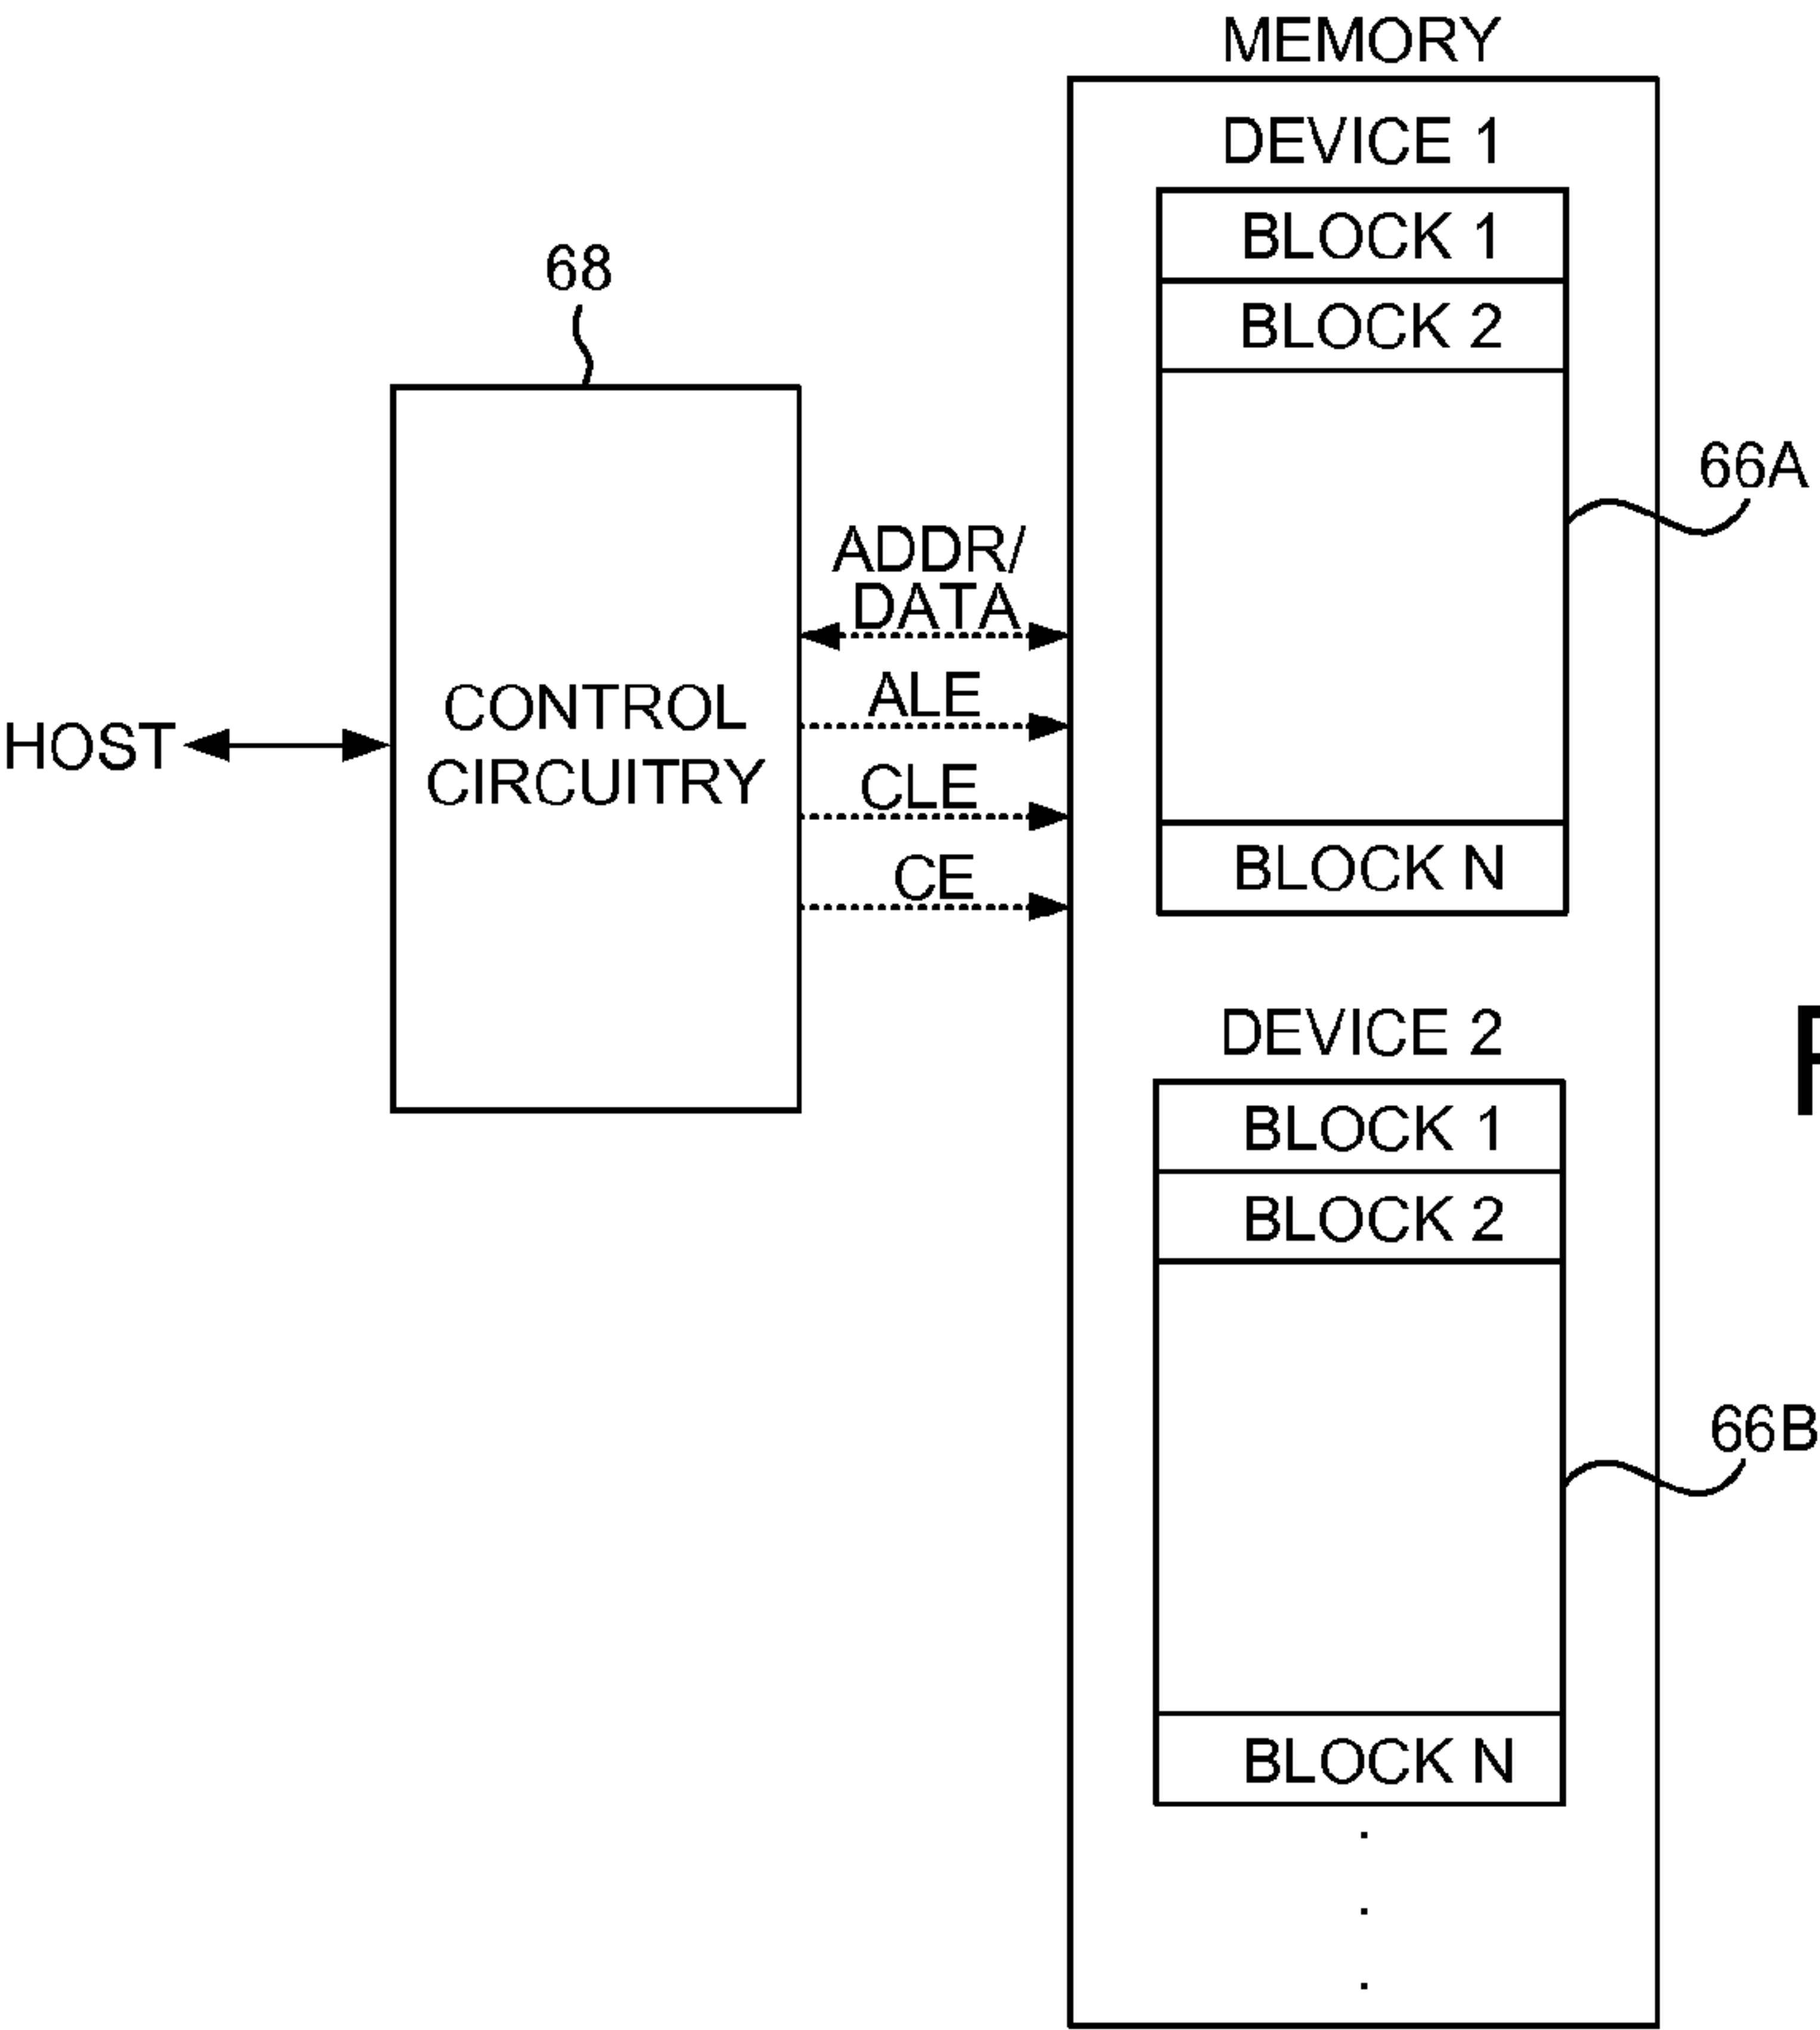 MEMORY
DEVICE 1
BLOCK 1
BLOCK 2
BLOCK N
66A
68
CONTROL
CIRCUITRY
HOST
ADDR/
DATA
ALE
CLE
CE
DEVICE 2
BLOCK 1
BLOCK 2
BLOCK N
66B